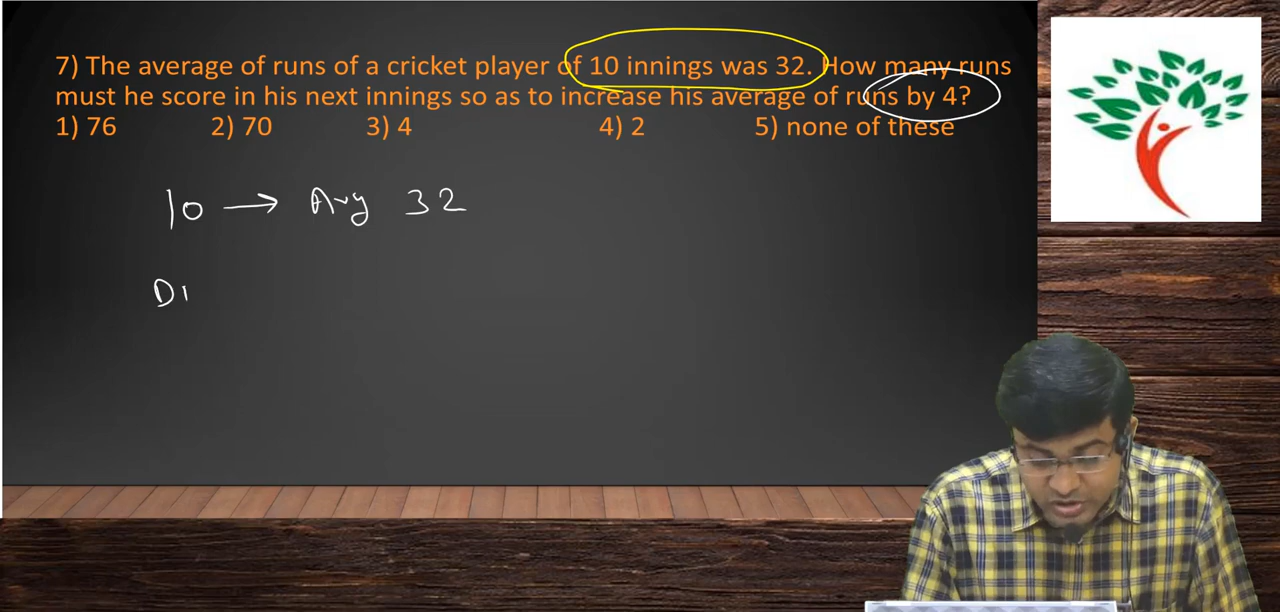 7) The average of runs of a cricket player of 10 innings was 32. How many runs
must he score in his next innings so as to increase his average of runs by 4?
1) 76 2) 70 3) 4 4) 2 5) none of these
10 → Avg 32
DI